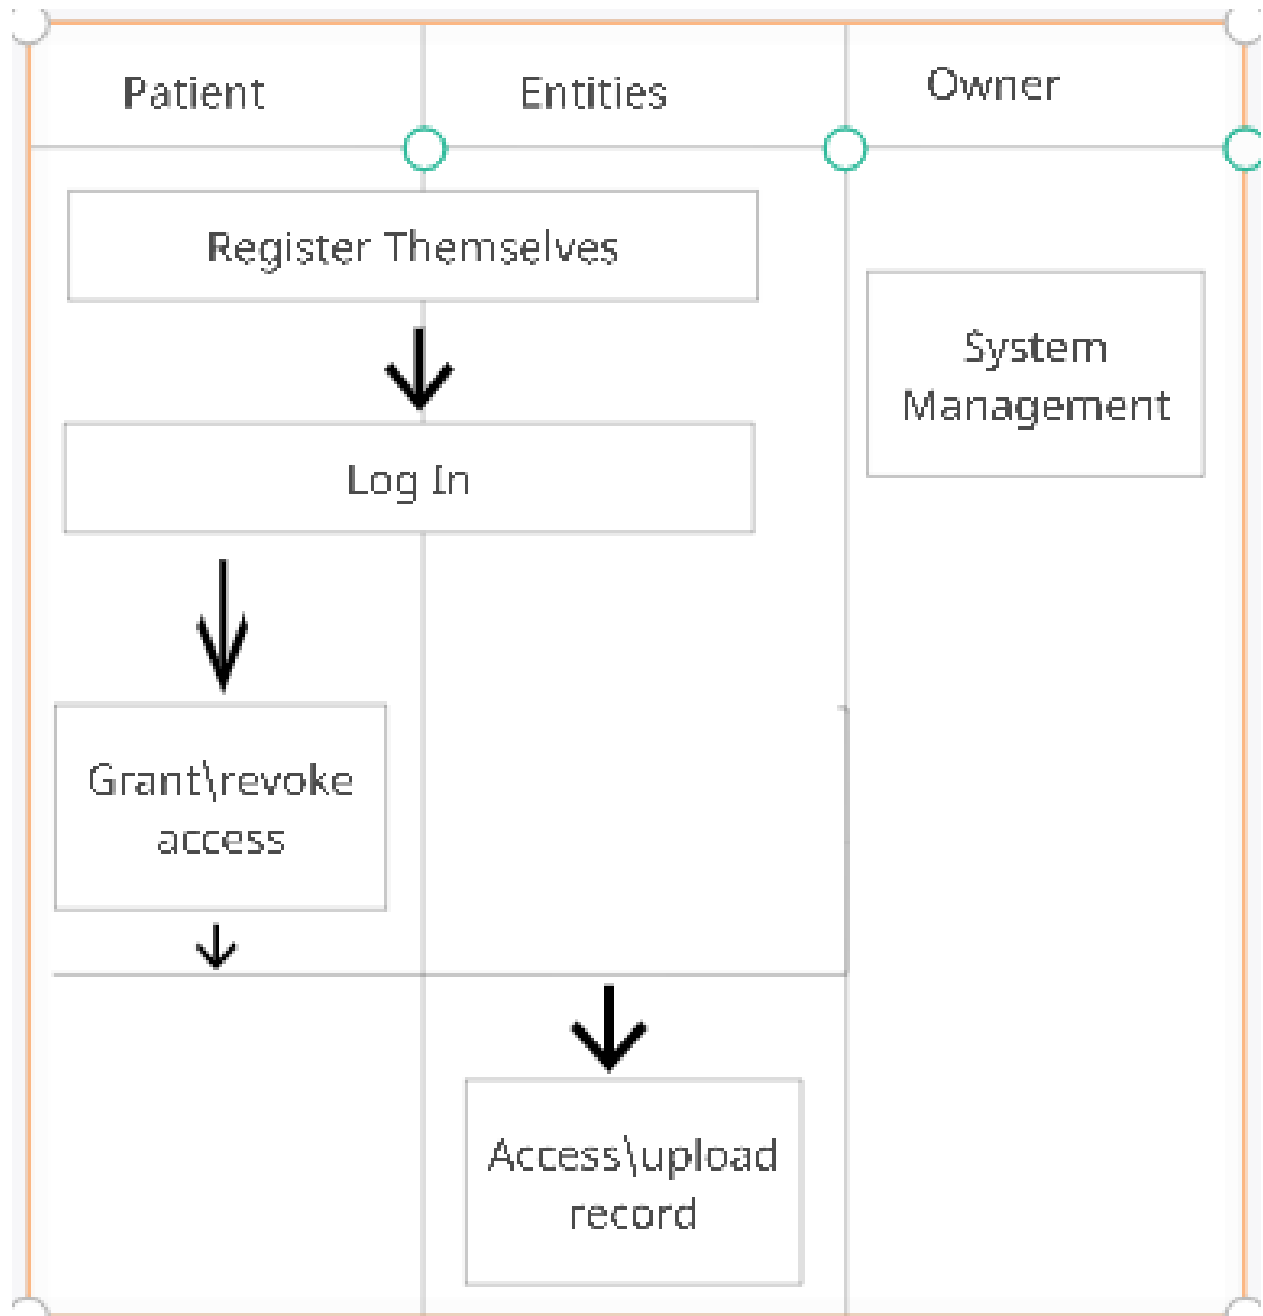 Patient
Entities
Owner
Register Themselves
System
Management
Log In
Grant\revoke
access
Access\upload
record